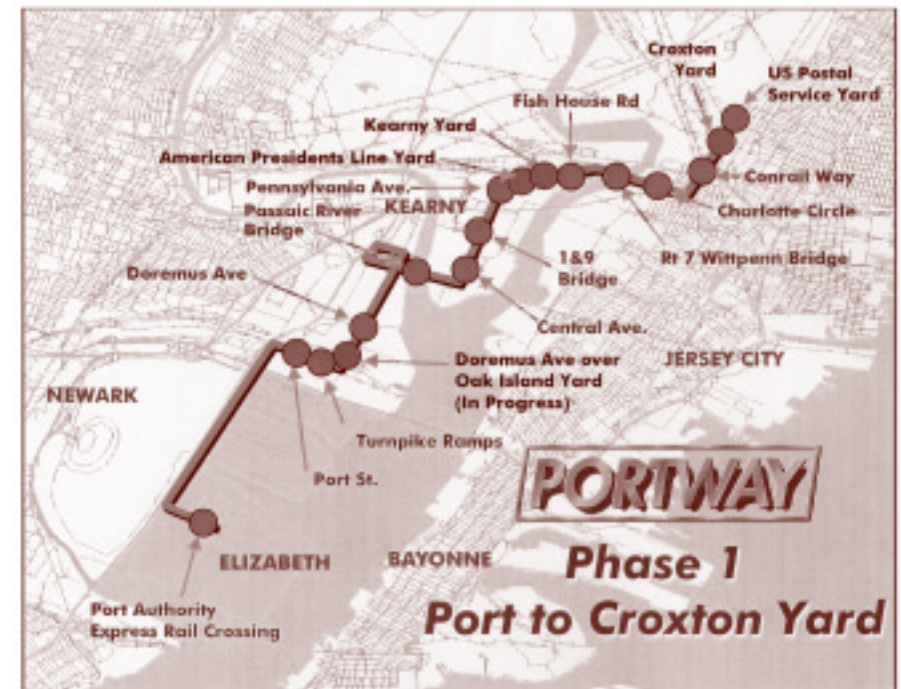 Croxton
Yard
US Postal
Service Yard
Fish House Rd
Kearny Yard
American Presidents Line Yard
Conrail Way
Pennsylvania Ave.
KEARNY
Passaic River
Bridge
Charlotte Circle
1&9
Bridge
Rt 7 Wittpenn Bridge
Doremus Ave
Central Ave.
Doremus Ave over
Oak Island Yard
(In Progress)
JERSEY CITY
NEWARK
Turnpike Ramps
Port St.
PORTWAY
ELIZABETH
BAYONNE
Phase 1
Port to Croxton Yard
Port Authority
Express Rail Crossing